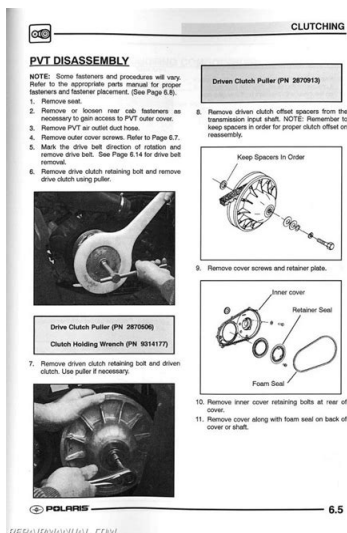 CLUTCHING
PVT DISASSEMBLY
NOTE: Some fasteners and procedures will vary.
Refer to the appropriate parts manual for proper
fasteners and fastener placement. (See Page 6.8).
1. Remove seat.
2. Remove or loosen rear cab fasteners as
necessary to gain access to PVT outer cover.
3. Remove PVT air outlet duct hose.
4. Remove outer cover screws. Refer to Page 6.7.
5. Mark the drive belt direction of rotation and
remove drive belt. See Page 6.14 for drive belt
removal.
6. Remove drive clutch retaining bolt and remove
drive clutch using puller.
Drive Clutch Puller (PN 2870506)
Clutch Holding Wrench (PN 9314177)
7. Remove driven clutch retaining bolt and driven
clutch. Use puller if necessary.
Driven Clutch Puller (PN 2870913)
8. Remove driven clutch offset spacers from the
transmission input shaft. NOTE: Remember to
keep spacers in order for proper clutch offset on
reassembly.
Keep Spacers In Order
9. Remove cover screws and retainer plate.
Inner cover
Retainer Seal
Foam Seal
10. Remove inner cover retaining bolts at rear of
cover.
11. Remove cover along with foam seal on back of
cover or shaft.
POLARIS
6.5
REPAIRMANUAL.COM